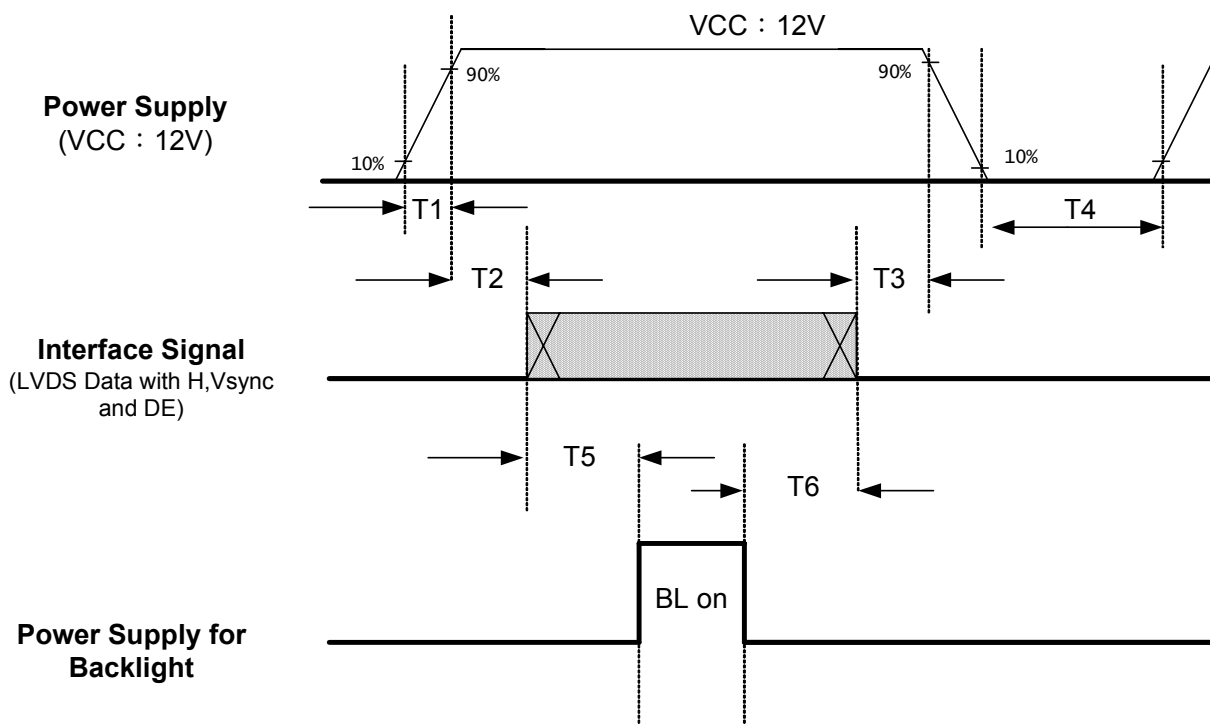 VCC：12V
90%
90%
Power Supply
(VCC：12V)
10%
10%
T1
T4
T2
T3
Interface Signal
(LVDS Data with H,Vsync
and DE)
T5
T6
BL on
Power Supply for
Backlight